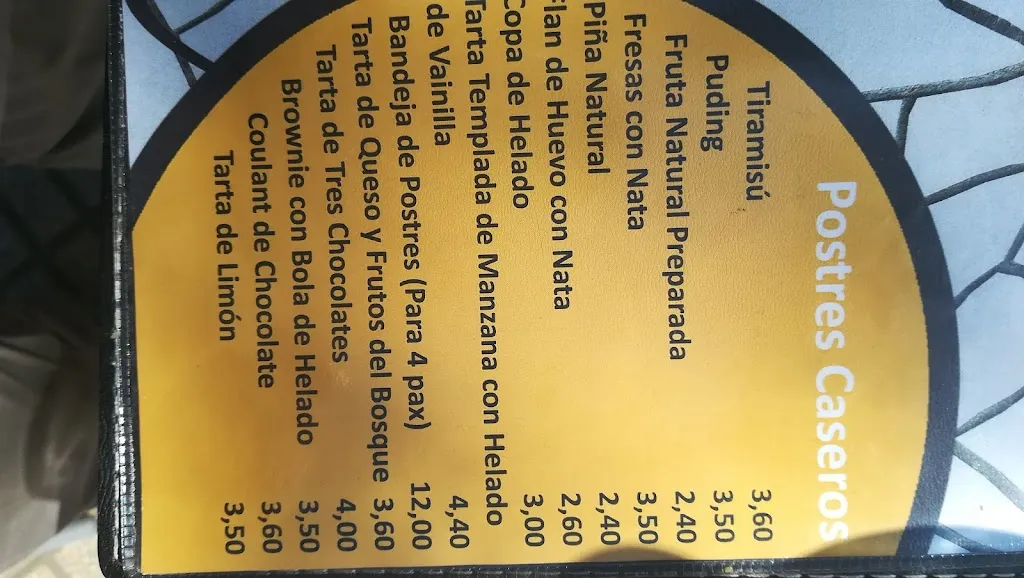 Postres Caseros
Tiramisú 3,60
Puding 3,50
Fruta Natural Preparada 2,40
Fresas con Nata 3,50
Piña Natural 2,40
Flan de Huevo con Nata 2,60
Copa de Helado 3,00
Tarta Templada de Manzana con Helado
de Vainilla 4,40
Bandeja de Postres (Para 4 pax) 12,00
Tarta de Queso y Frutos del Bosque 3,60
Tarta de Tres Chocolates 4,00
Brownie con Bola de Helado 3,50
Coulant de Chocolate 3,60
Tarta de Limón 3,50